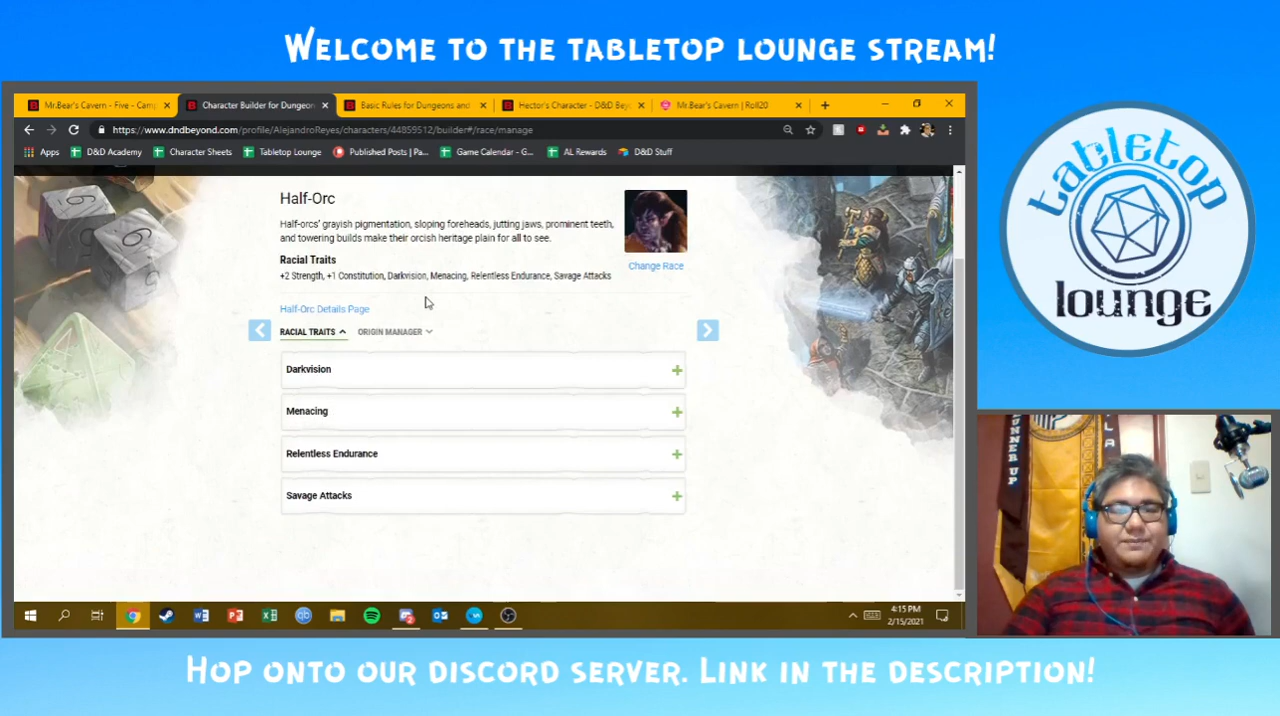 WELCOME TO THE TABLETOP LOUNGE STREAM!
Mr.Bear's Cavern - Five - Camp
Character Builder for Dungeon
Basic Rules for Dungeons and
Hector's Character - D&D Bey
Mr.Bear's Cavern | Roll20
https://www.dndbeyond.com/profile/AlejandroReyes/characters/44859512/builder#/race/manage
Apps D&D Academy Character Sheets Tabletop Lounge Published Posts | Pa... Game Calendar - G... AL Rewards D&D Stuff
Half-Orc
Half-orcs' grayish pigmentation, sloping foreheads, jutting jaws, prominent teeth,
and towering builds make their orcish heritage plain for all to see.
Racial Traits
+2 Strength, +1 Constitution, Darkvision, Menacing, Relentless Endurance, Savage Attacks
Change Race
Half-Orc Details Page
RACIAL TRAITS ORIGIN MANAGER
Darkvision
Menacing
Relentless Endurance
Savage Attacks
4:15 PM
2/15/2021
tabletop
lounge
RUNNER UP
LA
HOP ONTO OUR DISCORD SERVER. LINK IN THE DESCRIPTION!